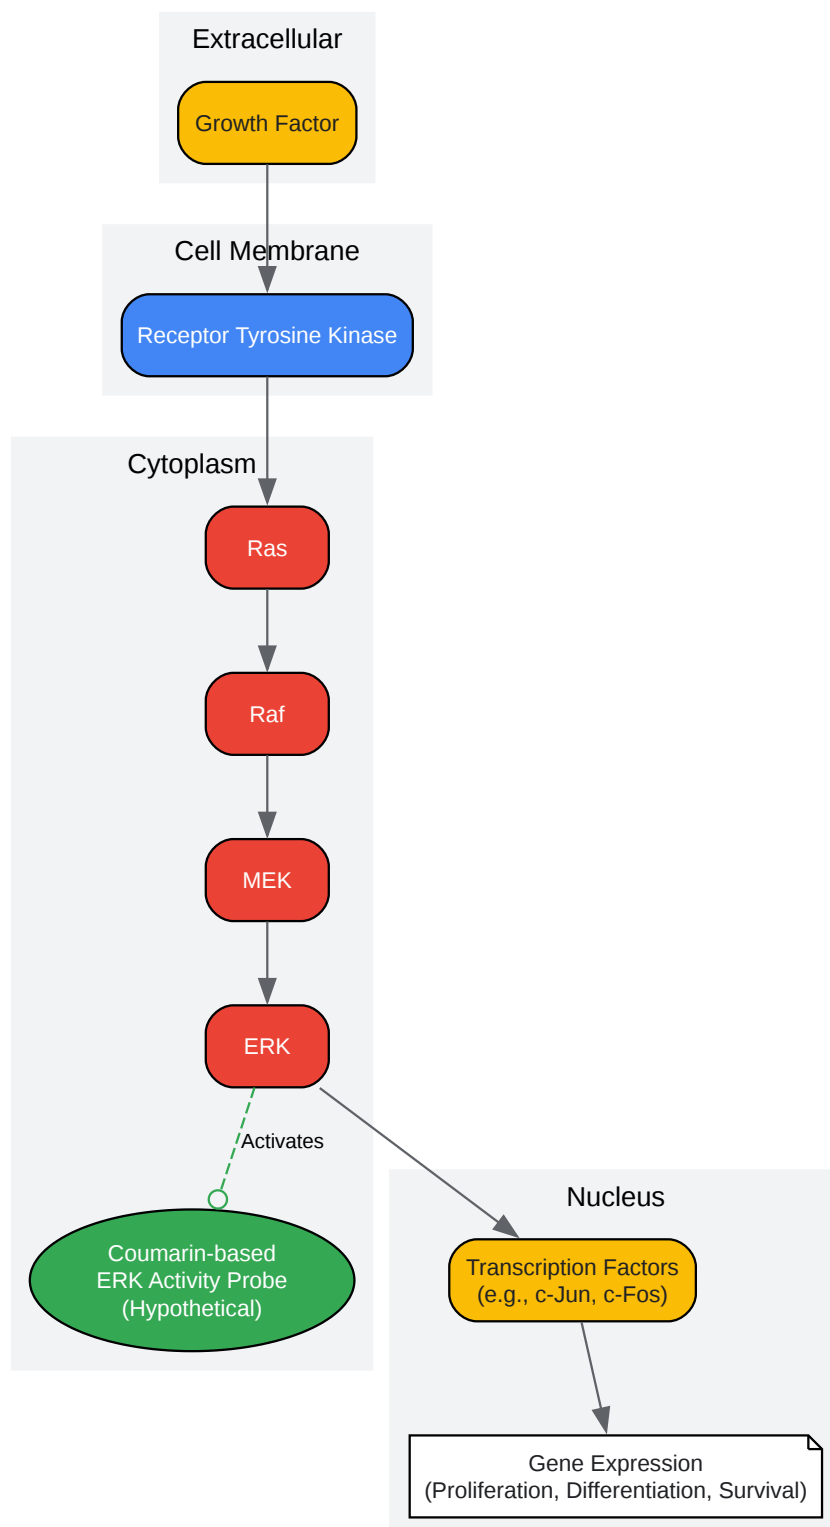 Extracellular
Growth Factor
Cell Membrane
Receptor Tyrosine Kinase
Cytoplasm
Ras
Raf
MEK
ERK
Activates
Coumarin-based
ERK Activity Probe
(Hypothetical)
Nucleus
Transcription Factors
(e.g., c-Jun, c-Fos)
Gene Expression
(Proliferation, Differentiation, Survival)